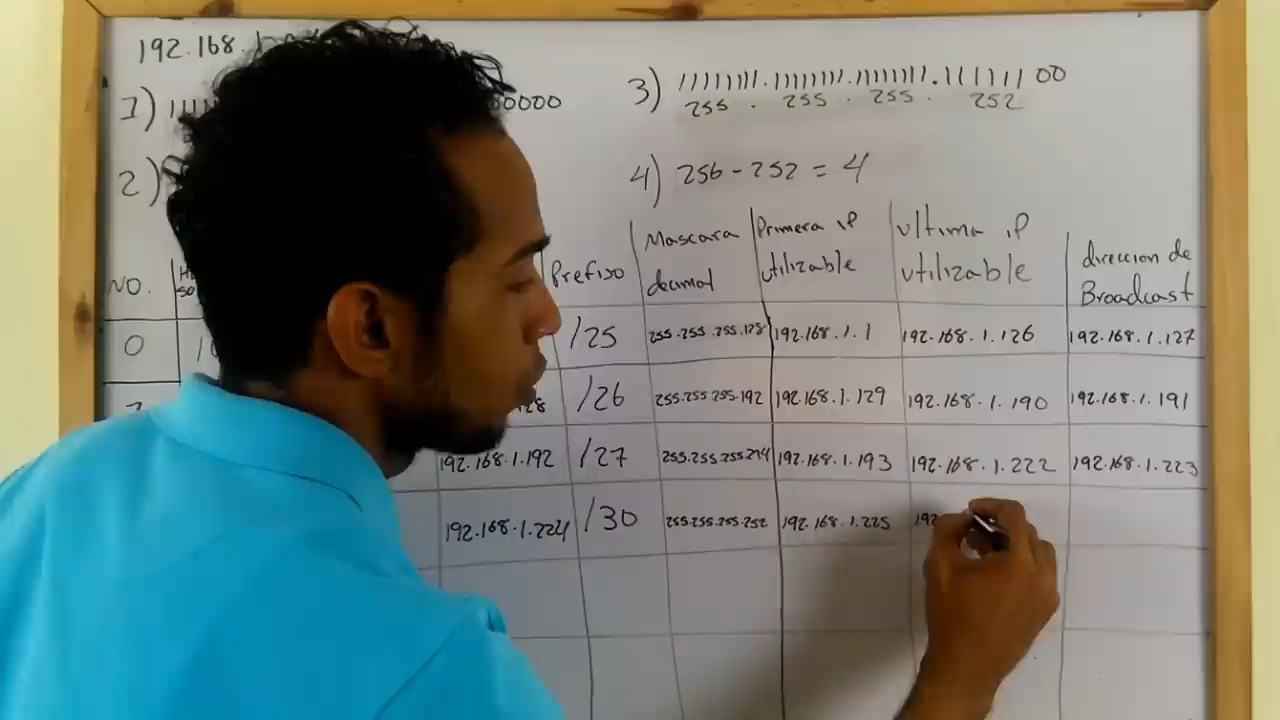 192.168.
1)
00000
2)
3) 11111111.11111111.11111111.11111100
255 . 255 . 255 . 252
4) 256 - 252 = 4
NO.
Prefijo
Mascara
decimal
Primera IP
utilizable
Ultima iP
utilizable
direccion de
Broadcast
0
/25
255.255.255.128
192.168.1.1
192.168.1.126
192.168.1.127
/26
255.255.255.192
192.168.1.129
192.168.1.190
192.168.1.191
192.168.1.192
/27
255.255.255.224
192.168.1.193
192.168.1.222
192.168.1.223
192.168.1.224
/30
255.255.255.252
192.168.1.225
192